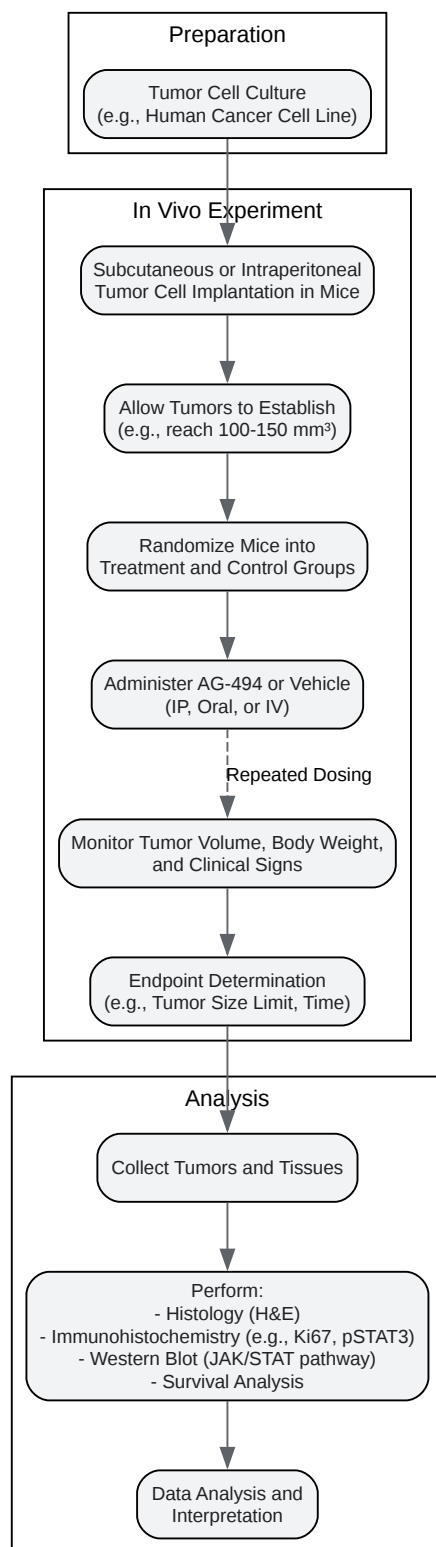 Preparation
Tumor Cell Culture
(e.g., Human Cancer Cell Line)
In Vivo Experiment
Subcutaneous or Intraperitoneal
Tumor Cell Implantation in Mice
Allow Tumors to Establish
(e.g., reach 100-150 mm³)
Randomize Mice into
Treatment and Control Groups
Administer AG-494 or Vehicle
(IP, Oral, or IV)
Repeated Dosing
Monitor Tumor Volume, Body Weight,
and Clinical Signs
Endpoint Determination
(e.g., Tumor Size Limit, Time)
Analysis
Collect Tumors and Tissues
Perform:
- Histology (H&E)
- Immunohistochemistry (e.g., Ki67, pSTAT3)
- Western Blot (JAK/STAT pathway)
- Survival Analysis
Data Analysis and
Interpretation